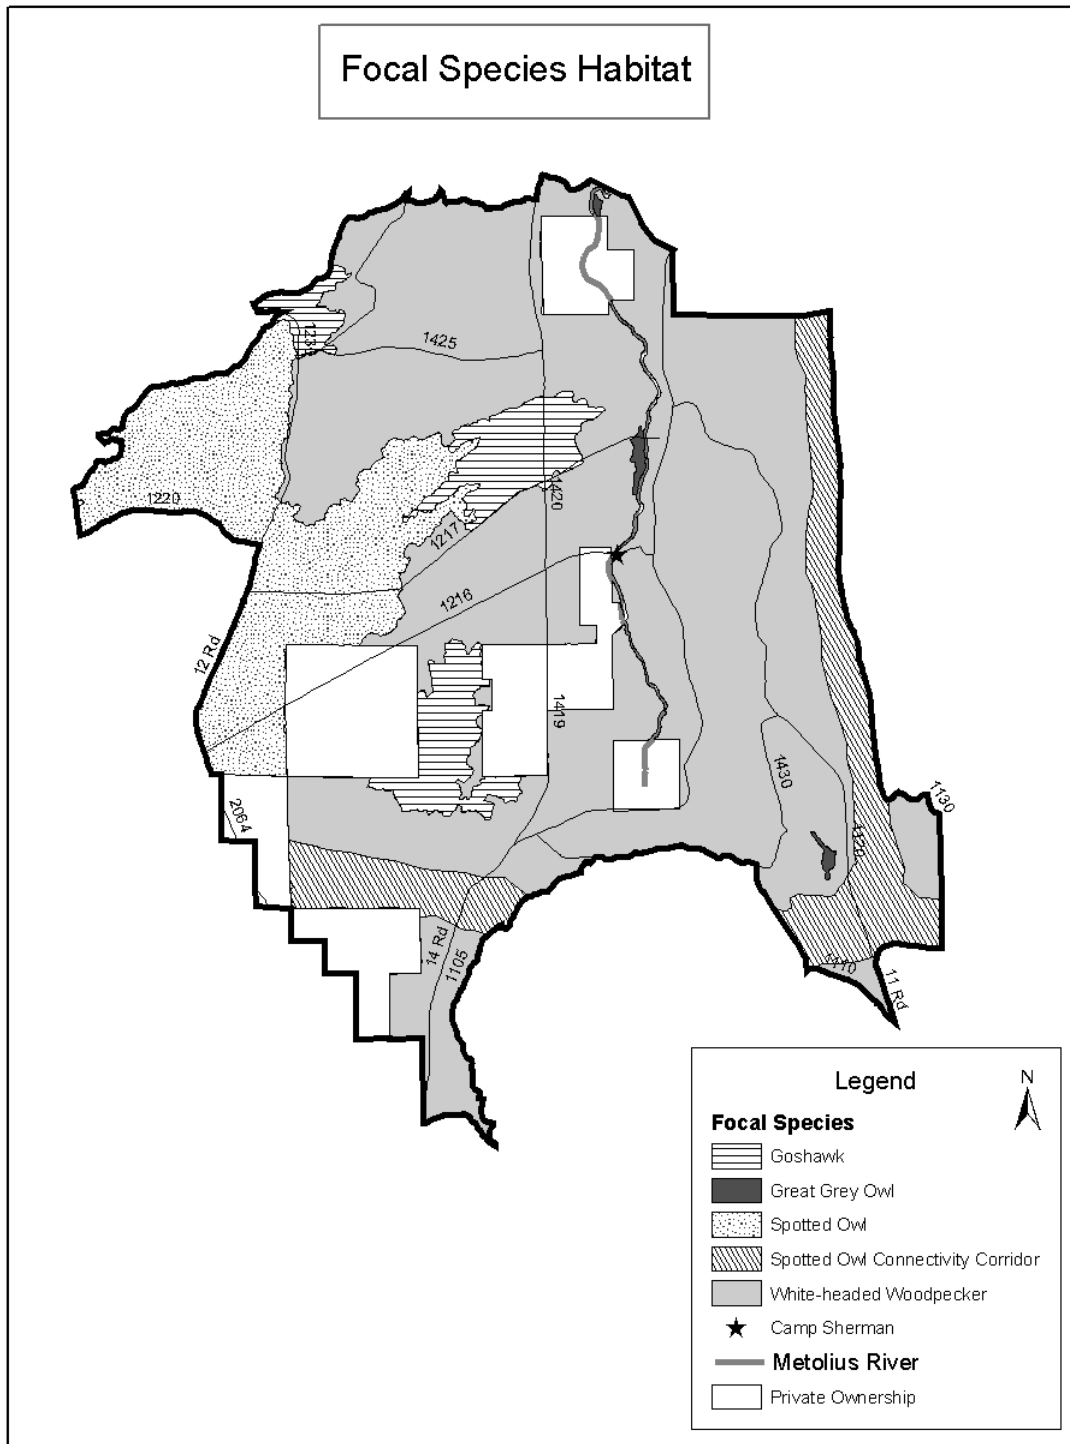 Focal Species Habitat
1425
1220
1420
1217
1216
12 Rd
1419
1430
2064
1130
1120
14 Rd
1105
1110
11 Rd
Legend
N
Focal Species
Goshawk
Great Grey Owl
Spotted Owl
Spotted Owl Connectivity Corridor
White-headed Woodpecker
Camp Sherman
Metolius River
Private Ownership